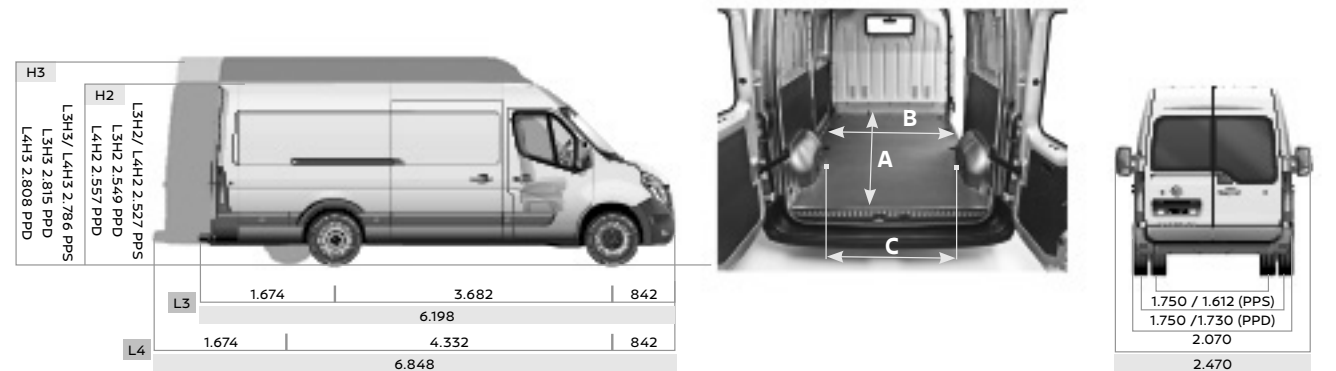 H3
L3H3/ L4H3 2.786 PPS
L3H3 2.815 PPD
L4H3 2.808 PPD
H2
L3H2/ L4H2 2.527 PPS
L3H2 2.549 PPD
L4H2 2.557 PPD
B
A
C
L3
1.674 3.682 842
6.198
L4
1.674 4.332 842
6.848
1.750 / 1.612 (PPS)
1.750 /1.730 (PPD)
2.070
2.470